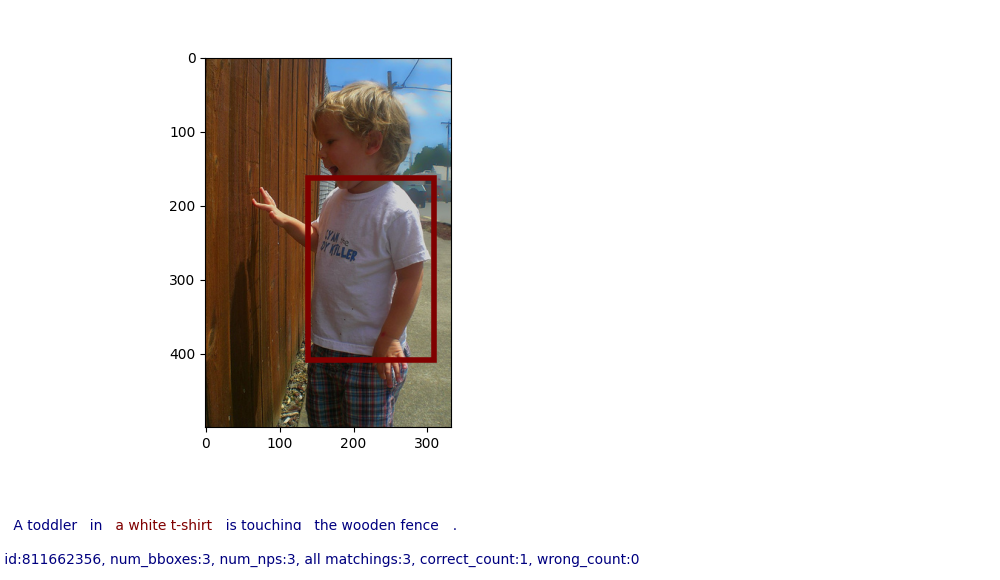 0
100
200
300
400
0 100 200 300
A toddler in a white t-shirt is touching the wooden fence .
id:811662356, num_bboxes:3, num_nps:3, all matchings:3, correct_count:1, wrong_count:0